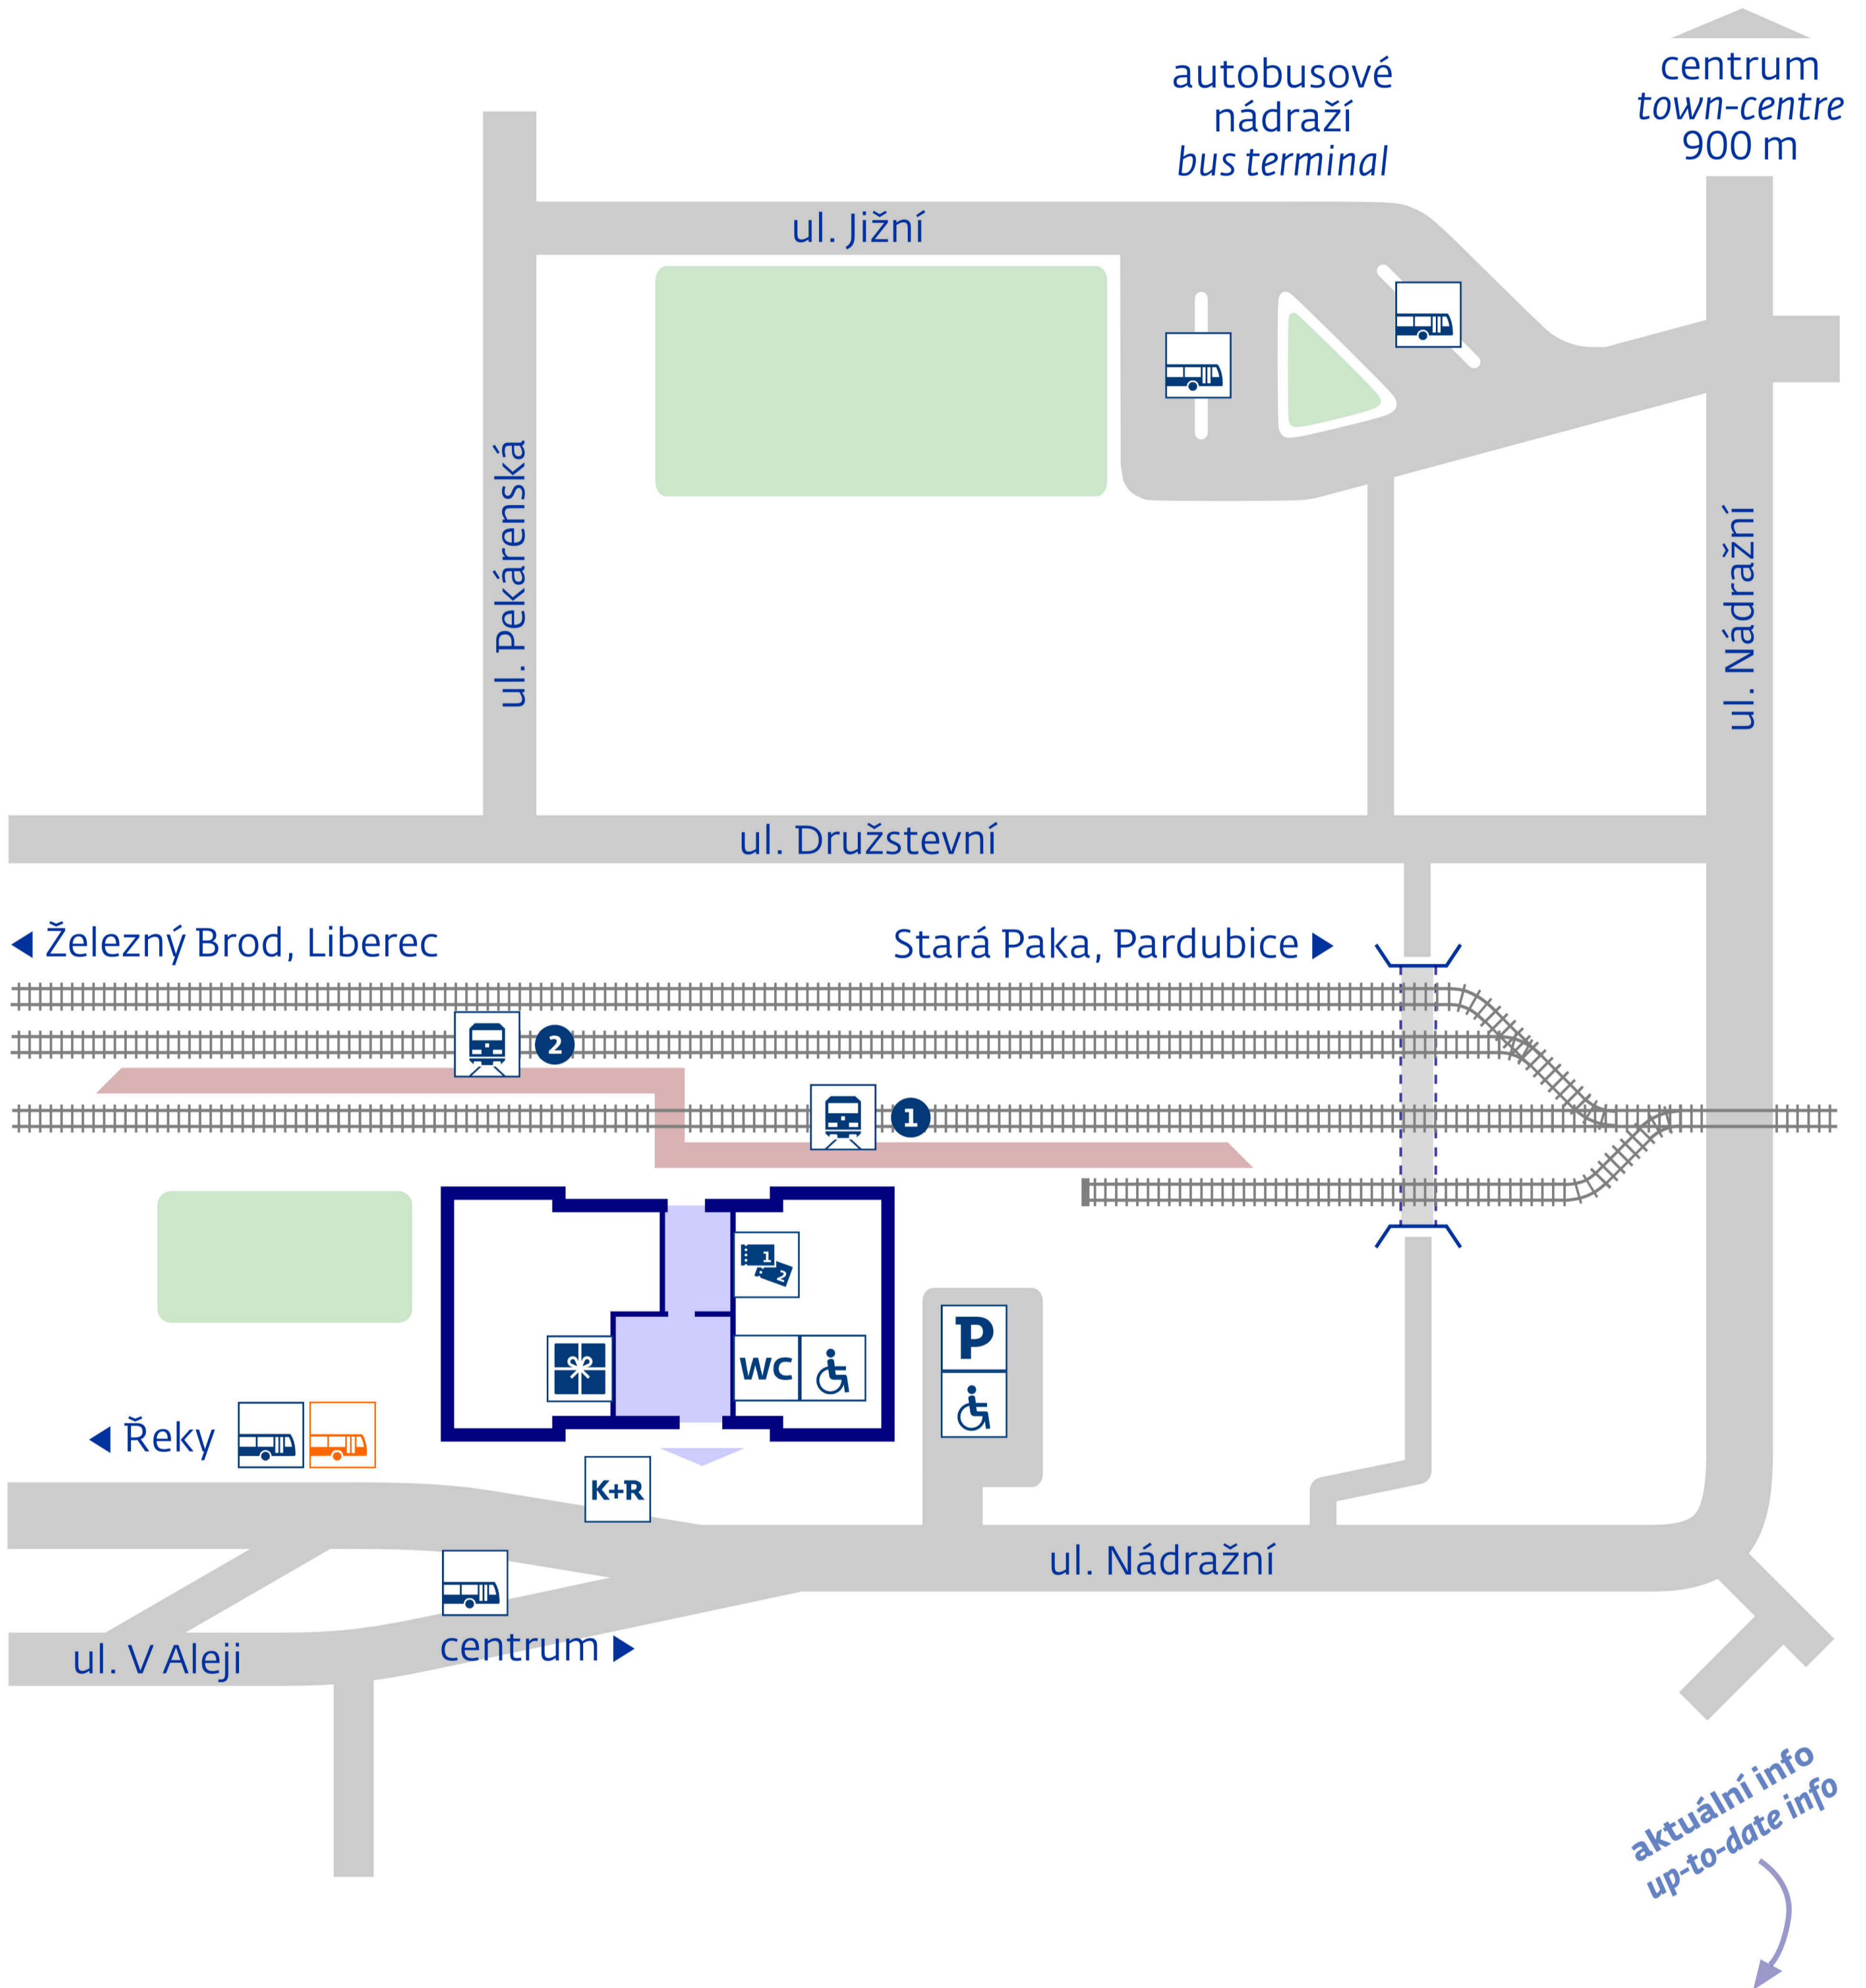 centrum
town-centre
900 m
autobusové
nádraží
bus terminal
ul. Jižní
ul. Pekárenská
ul. Nádražní
ul. Družstevní
Železný Brod, Liberec
Stará Paka, Pardubice
2
1
1
2
WC
P
Řeky
K+R
ul. Nádražní
centrum
ul. V Aleji
aktuální info
up-to-date info